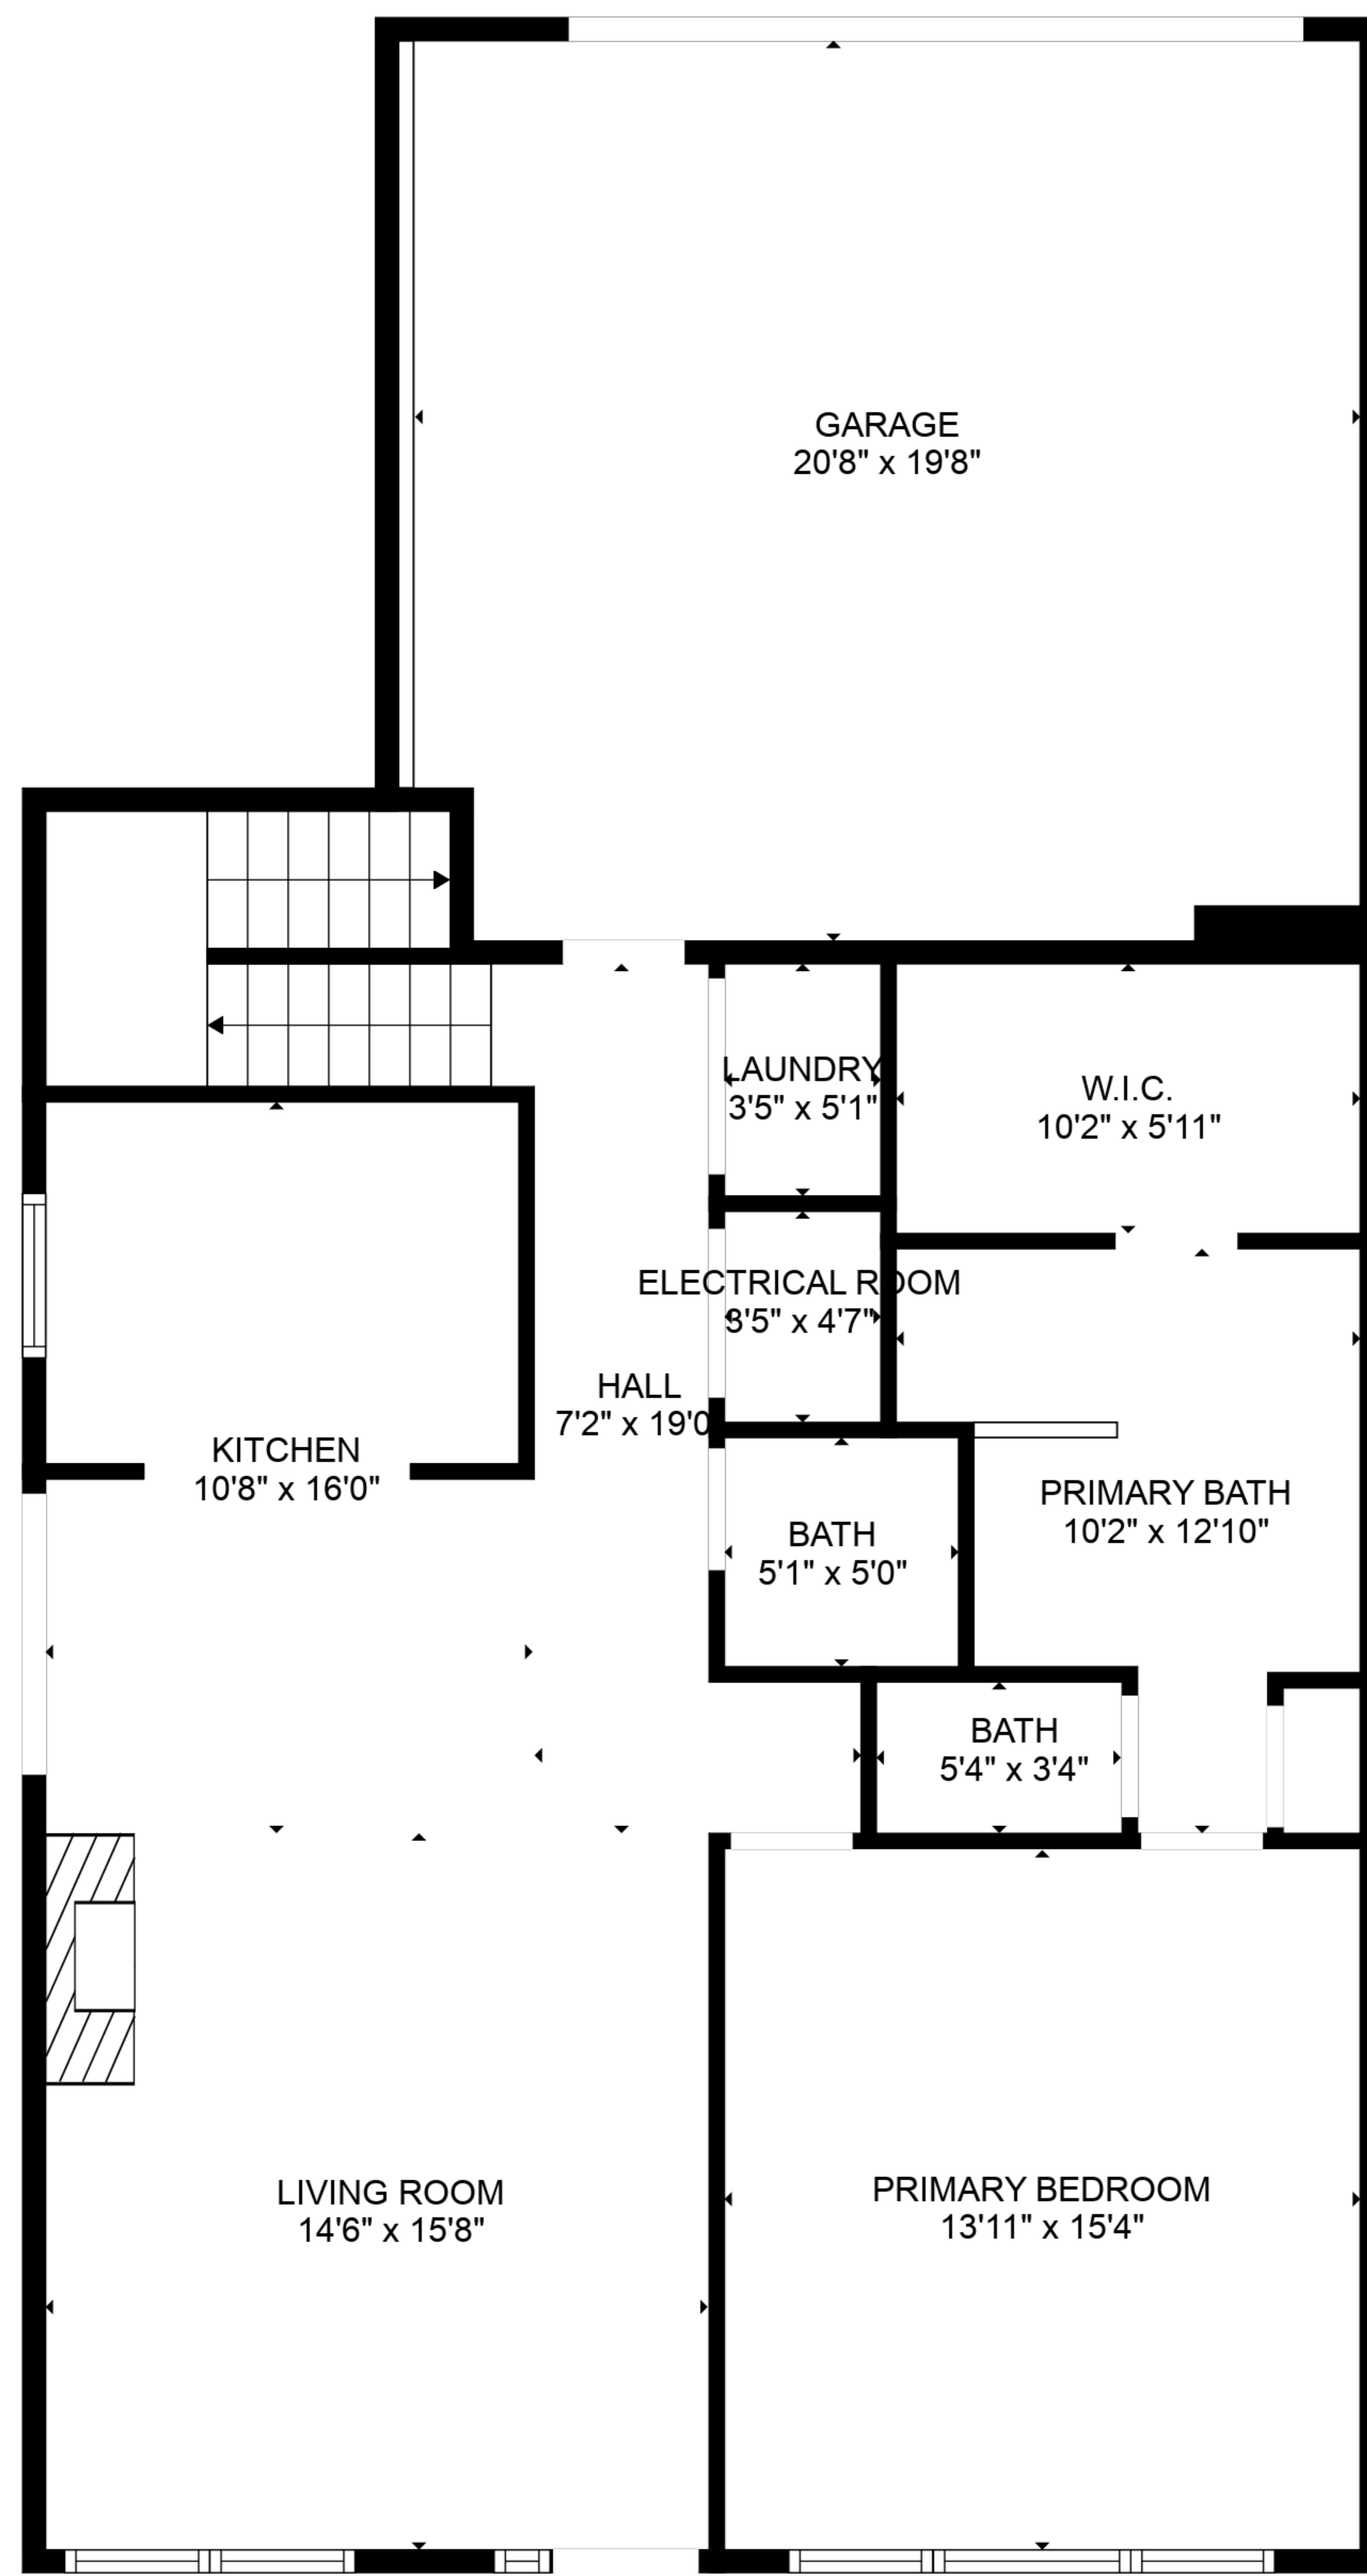 GARAGE
20'8" x 19'8"
LAUNDRY
3'5" x 5'1"
W.I.C.
10'2" x 5'11"
ELECTRICAL ROOM
3'5" x 4'7"
HALL
7'2" x 19'0
KITCHEN
10'8" x 16'0"
BATH
5'1" x 5'0"
PRIMARY BATH
10'2" x 12'10"
BATH
5'4" x 3'4"
LIVING ROOM
14'6" x 15'8"
PRIMARY BEDROOM
13'11" x 15'4"